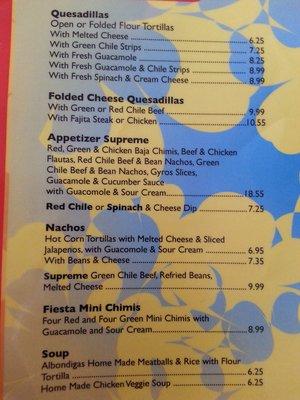 Quesadillas
Open or Folded Flour Tortillas
With Melted Cheese 6.25
With Green Chile Strips 7.25
With Fresh Guacamole 8.25
With Fresh Guacamole & Chile Strips 8.99
With Fresh Spinach & Cream Cheese 8.99
Folded Cheese Quesadillas
With Green or Red Chile Beef 9.99
With Fajita Steak or Chicken 10.55
Appetizer Supreme
Red, Green & Chicken Baja Chimis, Beef & Chicken
Flautas, Red Chile Beef & Bean Nachos, Green
Chile Beef & Bean Nachos, Gyros Slices,
Guacamole & Cucumber Sauce
with Guacomole & Sour Cream 18.55
Red Chile or Spinach & Cheese Dip 7.25
Nachos
Hot Corn Tortillas with Melted Cheese & Sliced
Jalapenos, with Guacomole & Sour Cream 6.95
With Beans & Cheese 7.35
Supreme Green Chile Beef, Refried Beans,
Melted Cheese 9.99
Fiesta Mini Chimis
Four Red and Four Green Mini Chimis with
Guacamole and Sour Cream 8.99
Soup
Albondigas Home Made Meatballs & Rice with Flour
Tortilla 6.25
Home Made Chicken Veggie Soup 6.25